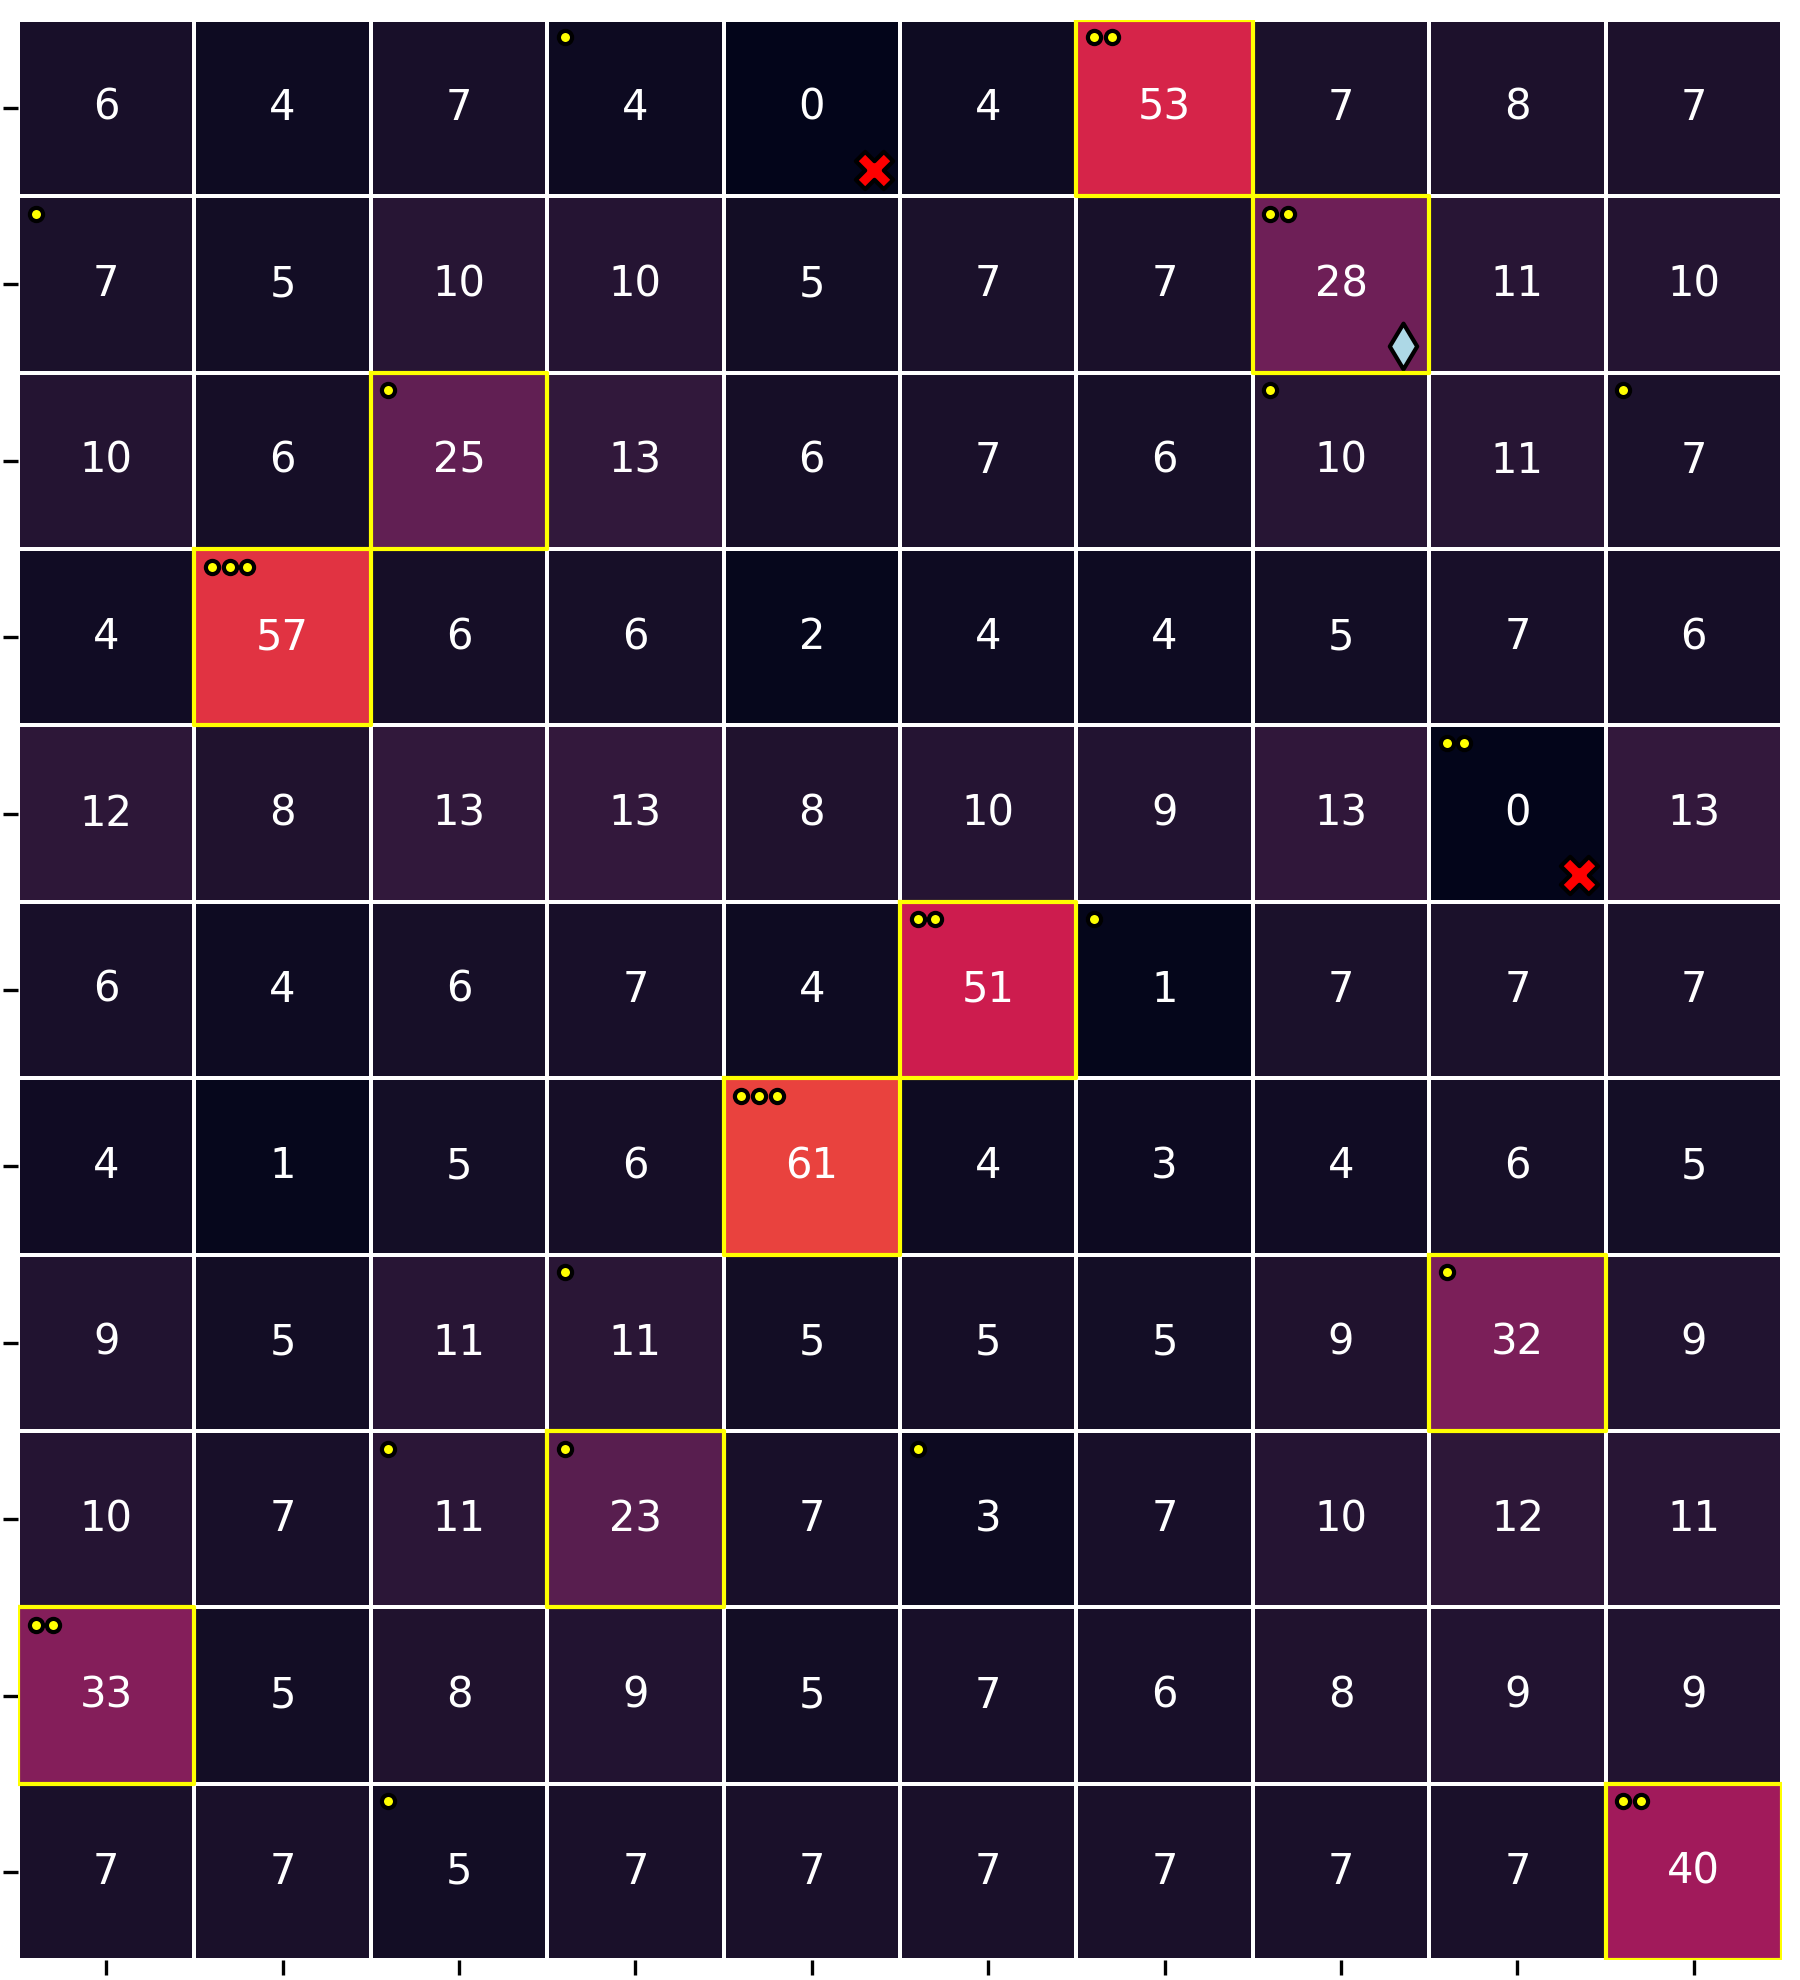 6 4 7 4 0 4 53 7 8 7
7 5 10 10 5 7 7 28 11 10
10 6 25 13 6 7 6 10 11 7
4 57 6 6 2 4 4 5 7 6
12 8 13 13 8 10 9 13 0 13
6 4 6 7 4 51 1 7 7 7
4 1 5 6 61 4 3 4 6 5
9 5 11 11 5 5 5 9 32 9
10 7 11 23 7 3 7 10 12 11
33 5 8 9 5 7 6 8 9 9
7 7 5 7 7 7 7 7 7 40